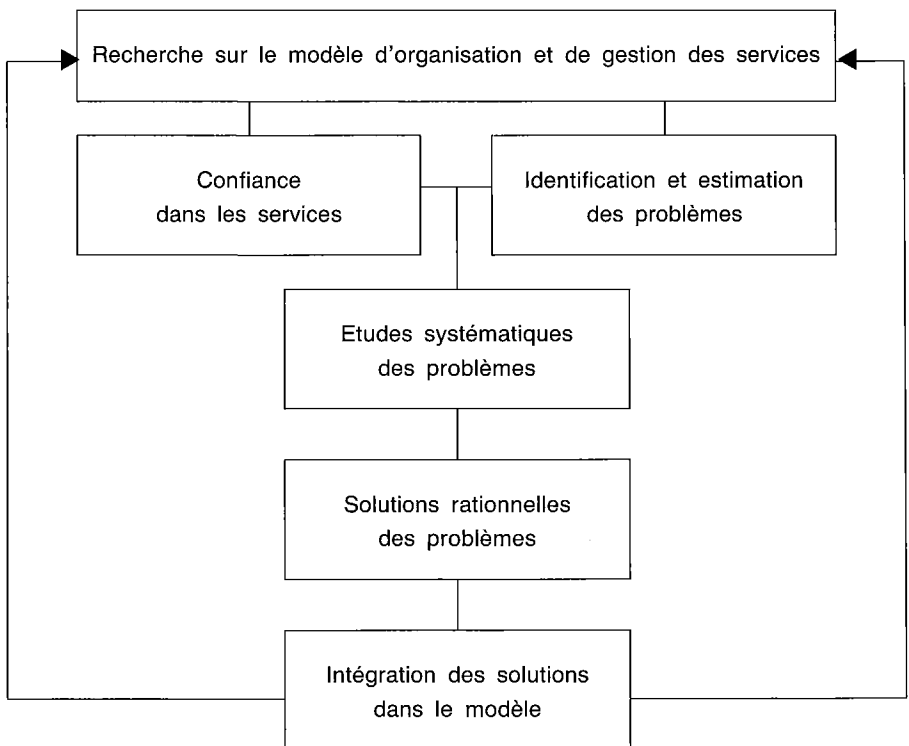 Recherche sur le modèle d'organisation et de gestion des services
Confiance
dans les services
Identification et estimation
des problèmes
Etudes systématiques
des problèmes
Solutions rationnelles
des problèmes
Intégration des solutions
dans le modèle